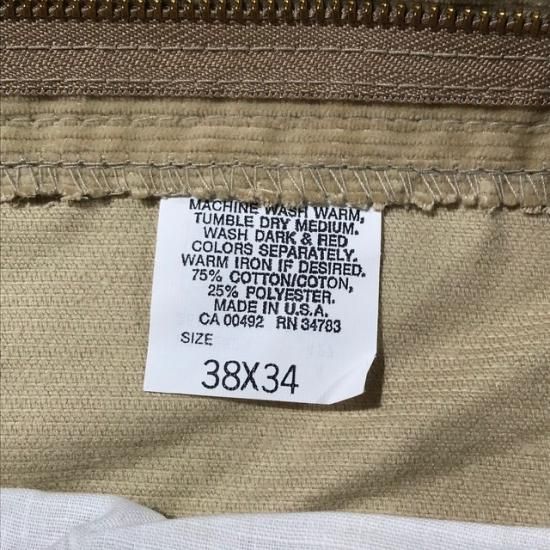 MACHINE WASH WARM,
TUMBLE DRY MEDIUM.
WASH DARK & RED
COLORS SEPARATELY.
WARM IRON IF DESIRED.
75% COTTON/COTON,
25% POLYESTER.
MADE IN U.S.A.
CA 00492 RN 34783
SIZE
38X34